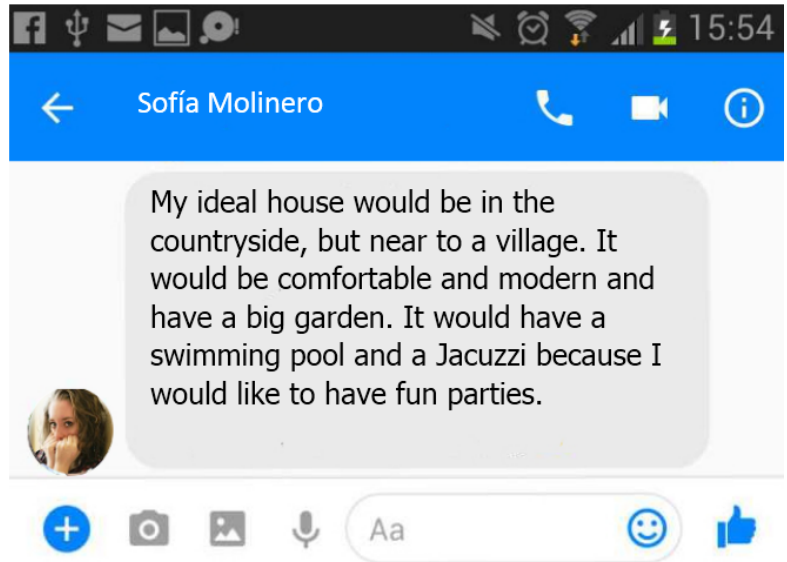 15:54
Sofía Molinero
My ideal house would be in the
countryside, but near to a village. It
would be comfortable and modern and
have a big garden. It would have a
swimming pool and a Jacuzzi because I
would like to have fun parties.
Aa